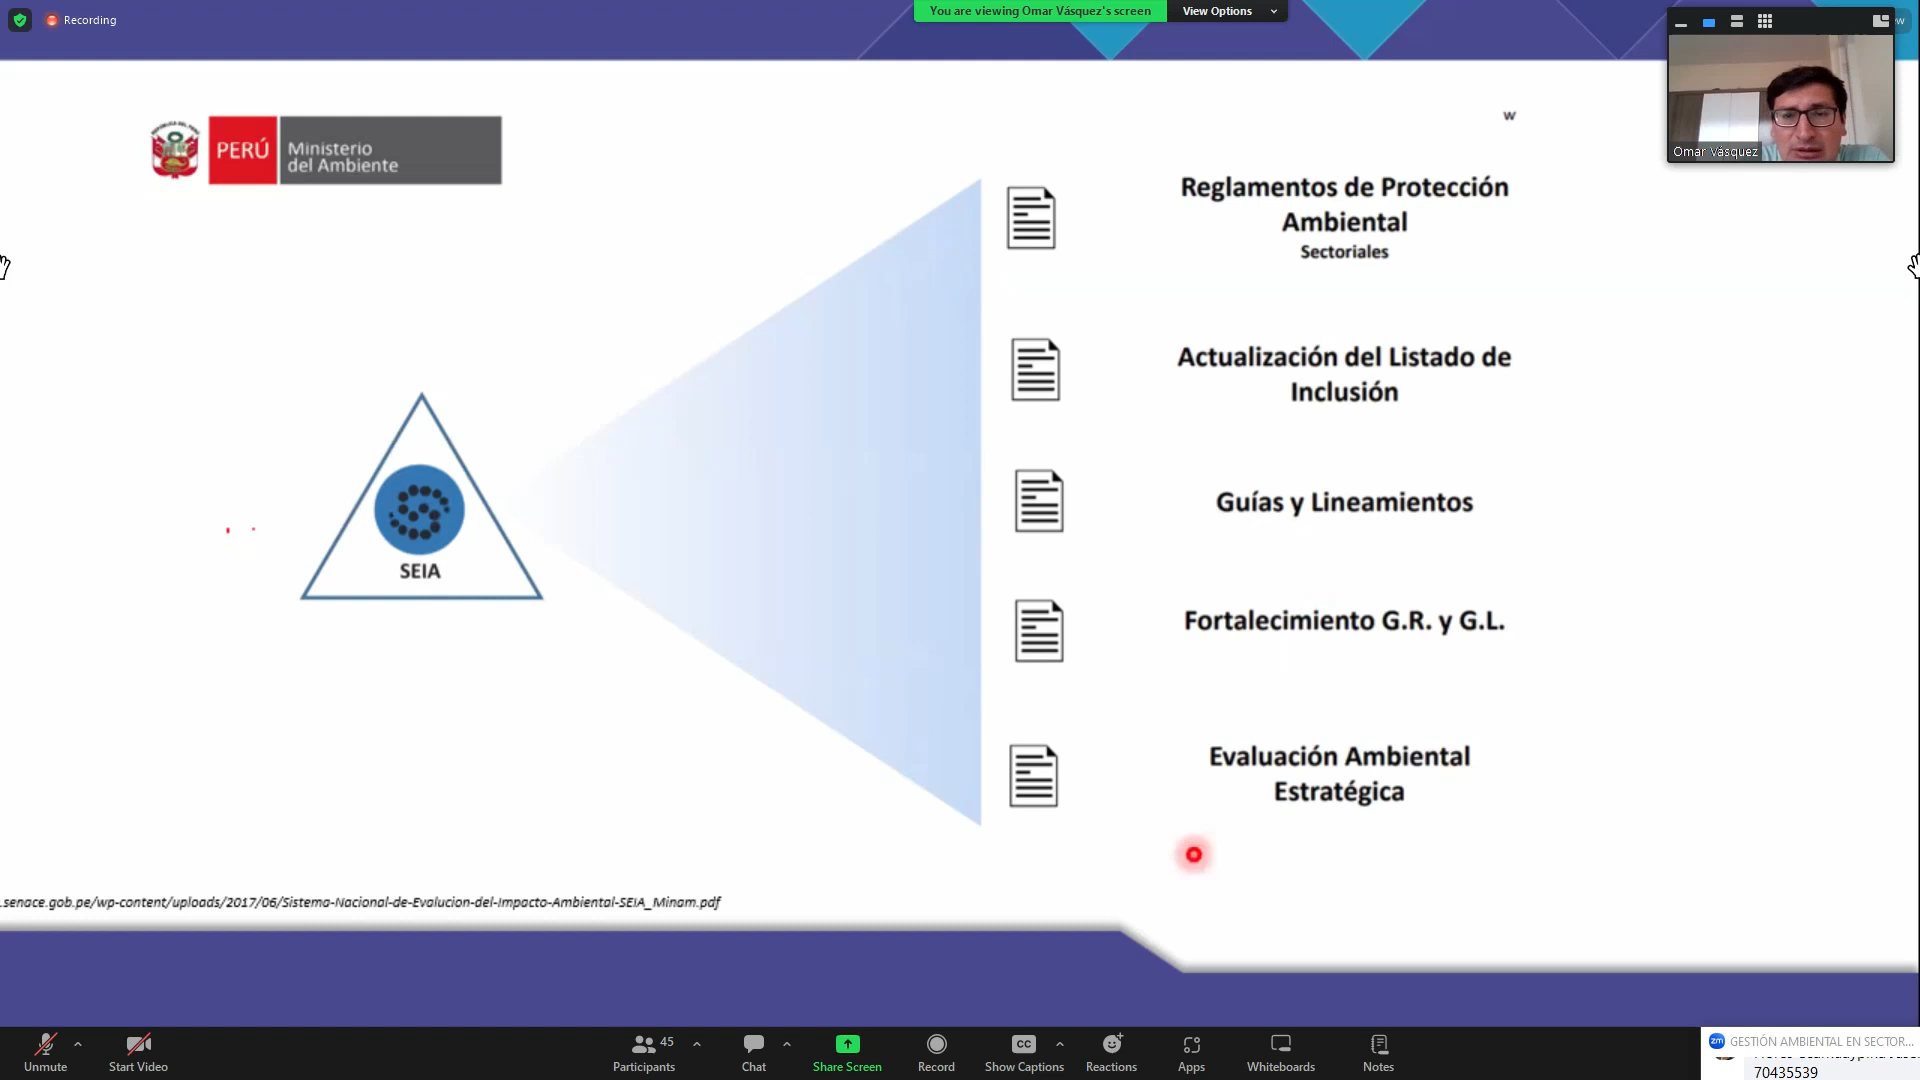 Recording
You are viewing Omar Vásquez's screen
View Options
Omar Vásquez
PERÚ
Ministerio
del Ambiente
w
Reglamentos de Protección
Ambiental
Sectoriales
Actualización del Listado de
Inclusión
Guías y Lineamientos
SEIA
Fortalecimiento G.R. y G.L.
Evaluación Ambiental
Estratégica
.senace.gob.pe/wp-content/uploads/2017/06/Sistema-Nacional-de-Evalucion-del-Impacto-Ambiental-SEIA_Minam.pdf
Unmute
Start Video
Participants
45
Chat
Share Screen
Record
CC
Show Captions
Reactions
Apps
Whiteboards
Notes
zm
GESTIÓN AMBIENTAL EN SECTOR...
70435539